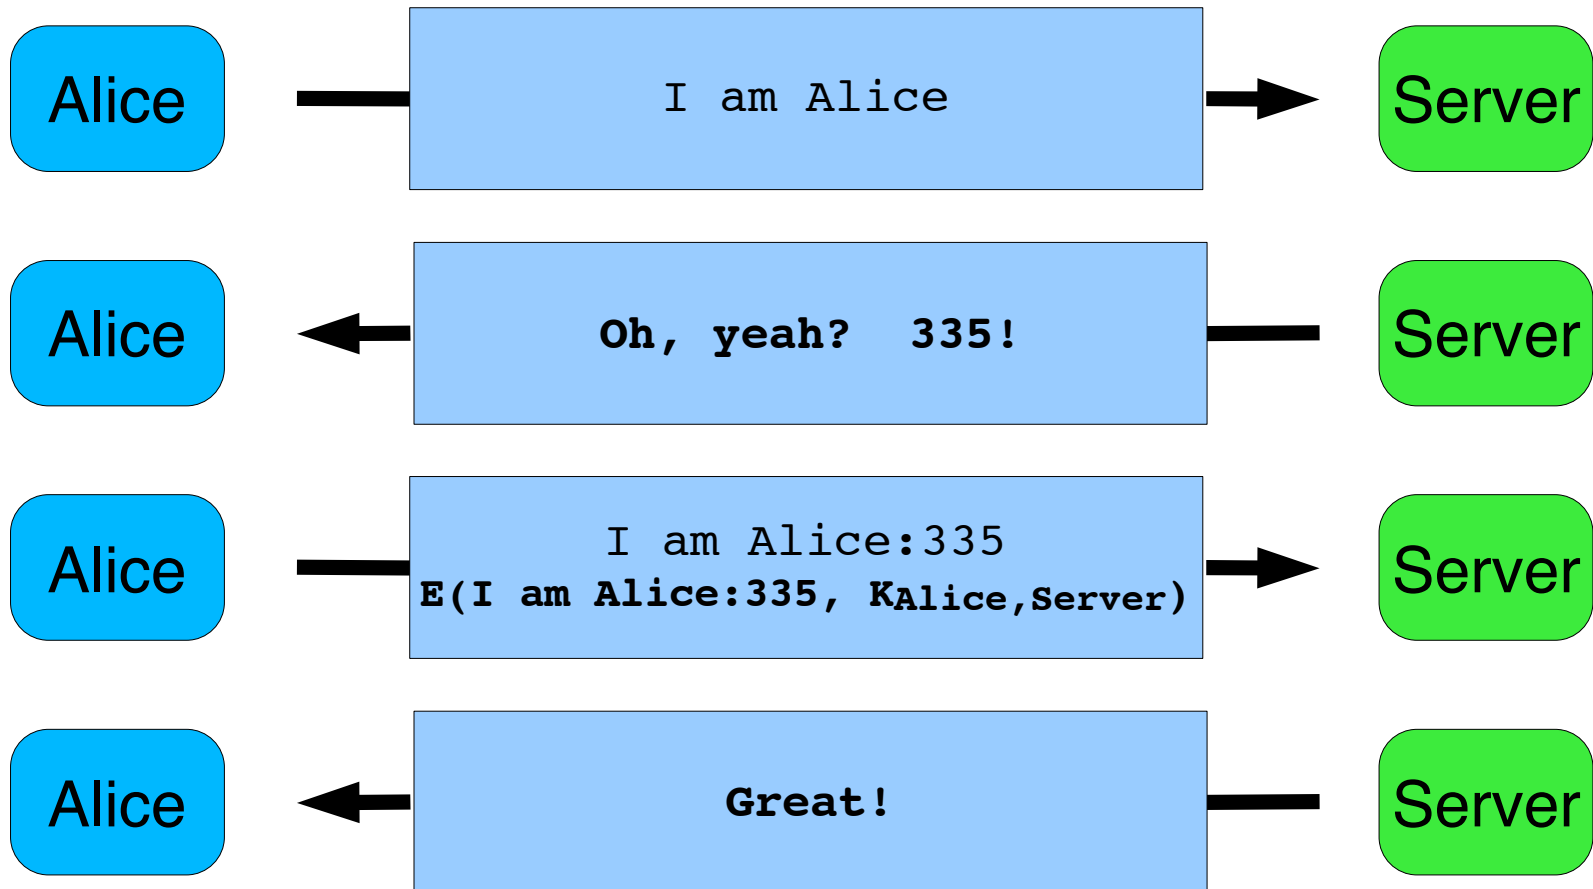 Alice
I am Alice
Server
Alice
Oh, yeah?  335!
Server
Alice
I am Alice:335
E(I am Alice:335, KAlice,Server)
Server
Alice
Great!
Server